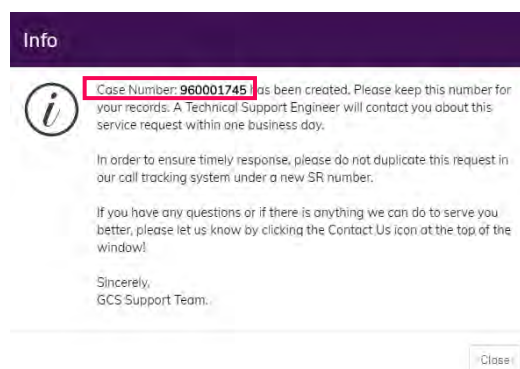 Info
Case Number: 960001745 has been created. Please keep this number for
your records. A Technical Support Engineer will contact you about this
service request within one business day.
In order to ensure timely response, please do not duplicate this request in
our call tracking system under a new SR number.
If you have any questions or if there is anything we can do to serve you
better, please let us know by clicking the Contact Us icon at the top of the
window!
Sincerely,
GCS Support Team.
Close